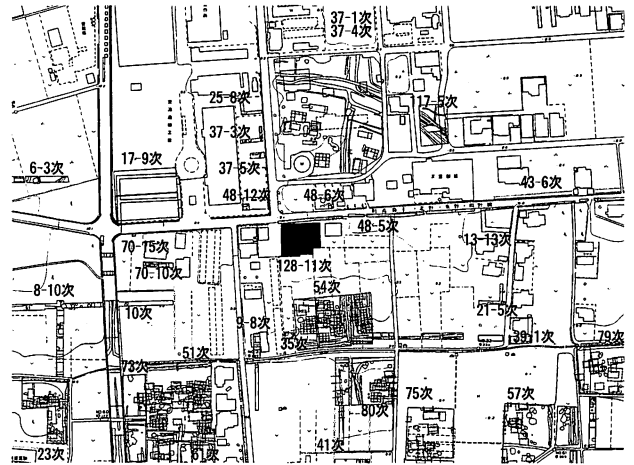 37-1次
37-4次
25-8次
117-5次
37-3次
17-9次
6-3次
37-5次
43-6次
48-12次
48-6次
48-5次
70-15次
13-13次
128-11次
70-10次
54次
8-10次
10次
21-5次
9-8次
35次
39-1次
79次
51次
73次
75次
57次
80次
41次
23次
61次